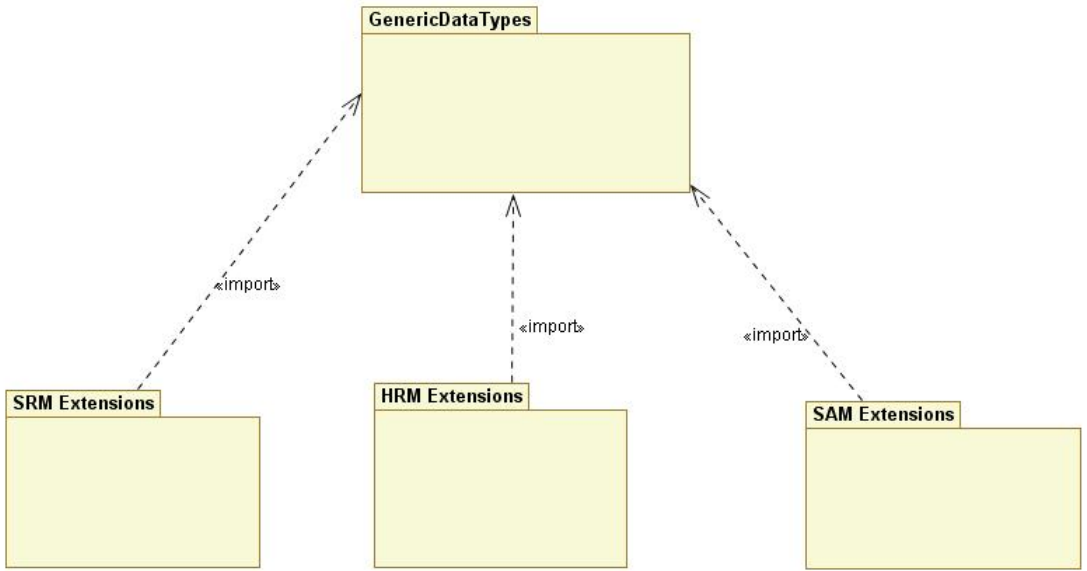 GenericDataTypes
«import»
«import»
«import»
SRM Extensions
HRM Extensions
SAM Extensions